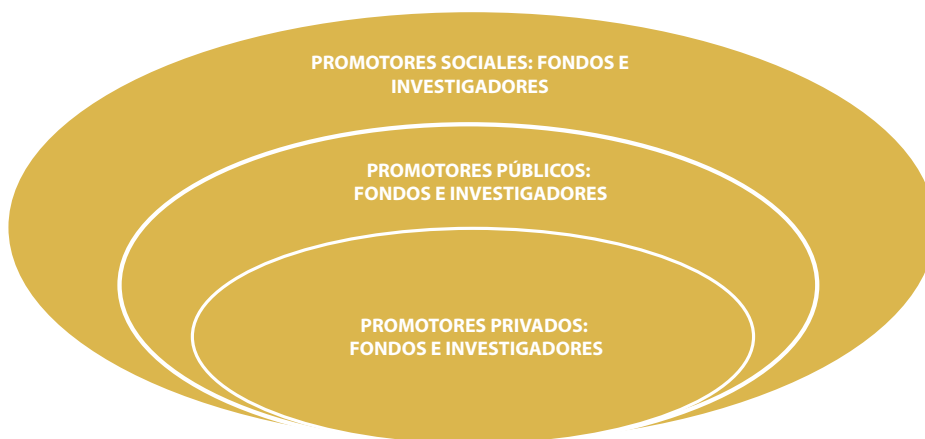 PROMOTORES SOCIALES: FONDOS E
INVESTIGADORES
PROMOTORES PÚBLICOS:
FONDOS E INVESTIGADORES
PROMOTORES PRIVADOS:
FONDOS E INVESTIGADORES